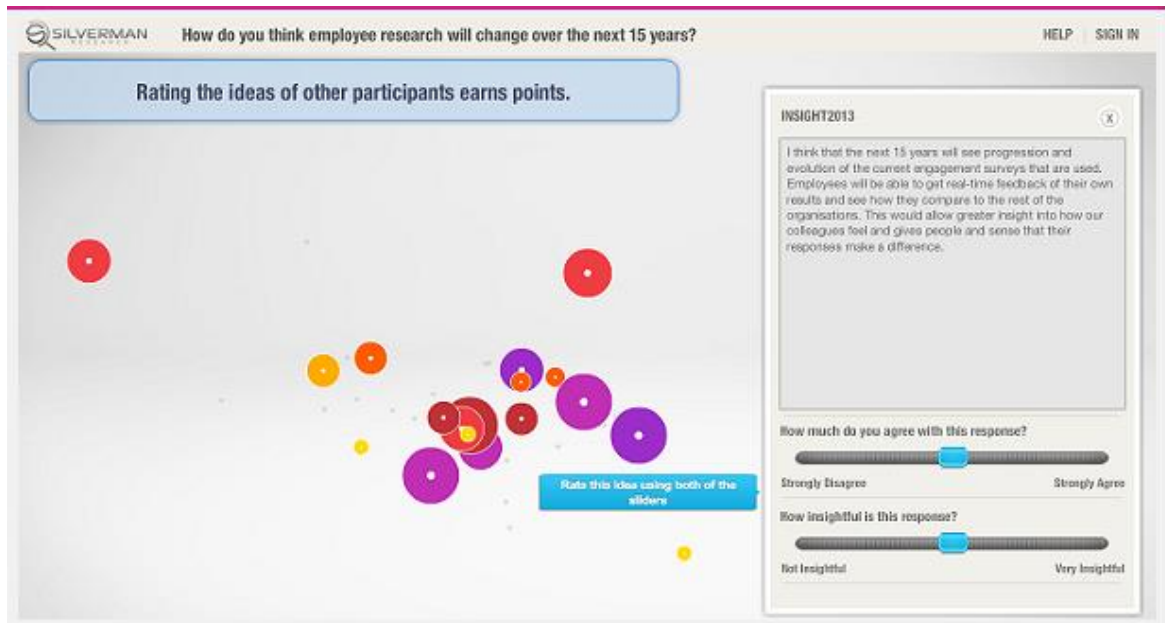 SILVERMAN
RESEARCH
How do you think employee research will change over the next 15 years?
HELP
SIGN IN
Rating the ideas of other participants earns points.
INSIGHT2013
X
I think that the next 15 years will see progression and
evolution of the current engagement surveys that are used.
Employees will be able to get real-time feedback of their own
results and see how they compare to the rest of the
organisations. This would allow greater insight into how our
colleagues feel and gives people and sense that their
responses make a difference.
How much do you agree with this response?
Strongly Disagree
Strongly Agree
Rate this idea using both of the
sliders
How insightful is this response?
Not Insightful
Very Insightful